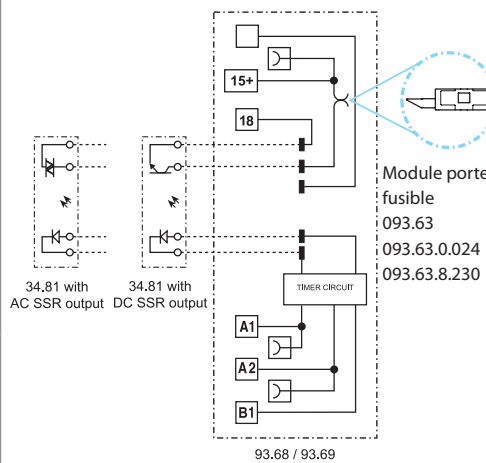 15+
18
Module porte
fusible
093.63
093.63.0.024
093.63.8.230
34.81 with
AC SSR output
34.81 with
DC SSR output
TIMER CIRCUIT
A1
A2
B1
93.68 / 93.69